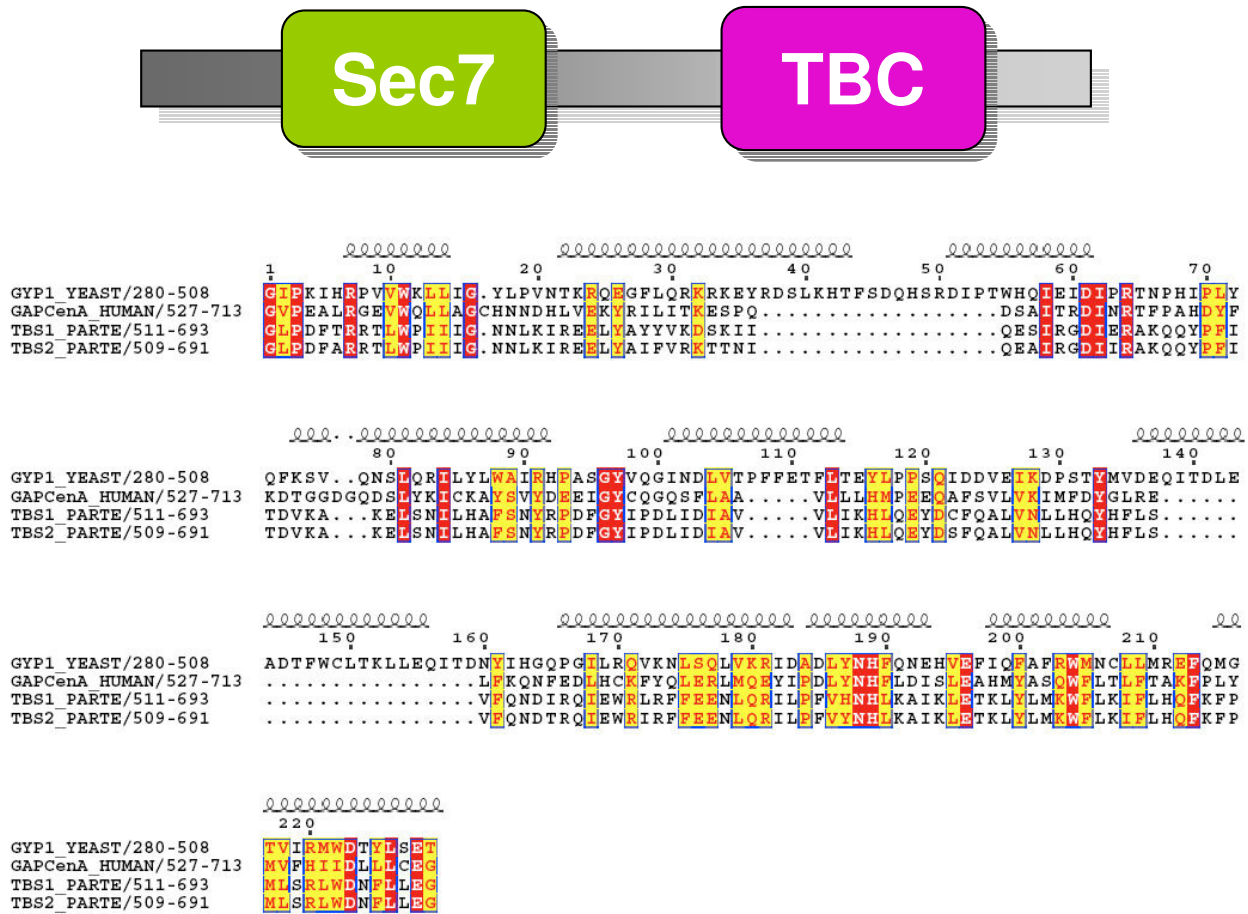 Sec7 TBC
1 10 20 30 40 50 60 70
GYP1_YEAST/280-508 GIPKIHRPVVWKLLIG.YLPVNTKRQEGFLQRKRKEYRDSLKHTFSDQHSRDIPTWHQIEIDIPRTNPHIPLY
GAPCenA_HUMAN/527-713 GVPEALRGEVWQLLAGCHNNDHLVEKYRILITKESPQ..................DSAITRDINRTFPAHDYF
TBS1_PARTE/511-693 GLPDFTRRTLWPIIIG.NNLKIREELYAYYVKDSKII..................QESIRGDIERAKQQYPFI
TBS2_PARTE/509-691 GLPDFARRTLWPIIIG.NNLKIREELYAIFVRKTTNI..................QEAIRGDIIRAKQQYPFI
80 90 100 110 120 130 140
GYP1_YEAST/280-508 QFKSV..QNSLQRILYLWAIRHPASGYVQGINDLVTPFFETFLTEYLPPSQIDDVEIKDPSTYMVDEQITDLE
GAPCenA_HUMAN/527-713 KDTGGDGQDSLYKICKAYSVYDEEIGYCQGQSFLAA.....VLLLHMPEEQAFSVLVKIMFDYGLRE......
TBS1_PARTE/511-693 TDVKA...KELSNILHAFSNYRPDFGYIPDLIDIAV.....VLIKHLQEYDCFQALVNLLHQYHFLS......
TBS2_PARTE/509-691 TDVKA...KELSNILHAFSNYRPDFGYIPDLIDIAV.....VLIKHLQEYDSFQALVNLLHQYHFLS......
150 160 170 180 190 200 210
GYP1_YEAST/280-508 ADTFWCLTKLLEQITDNYIHGQPGILRQVKNLSQLVKRIDADLYNHFQNEHVEFIQFAFRWMNCLLMREFQMG
GAPCenA_HUMAN/527-713 ................LFKQNFEDLHCKFYQLERLMQEYIPDLYNHFLDISLEAHMYASQWFLTLFTAKFPLY
TBS1_PARTE/511-693 ................VFQNDIRQIEWRLRFFEENLQRILPFVHNHLKAIKLETKLYLMKWFLKIFLHQFKFP
TBS2_PARTE/509-691 ................VFQNDTRQIEWRIRFFEENLQRILPFVYNHLKAIKLETKLYLMKWFLKIFLHQFKFP
220
GYP1_YEAST/280-508 TVIRMWDTYLSET
GAPCenA_HUMAN/527-713 MVFHIIDLLLCEG
TBS1_PARTE/511-693 MLSRLWDNFLLEG
TBS2_PARTE/509-691 MLSRLWDNFLLEG